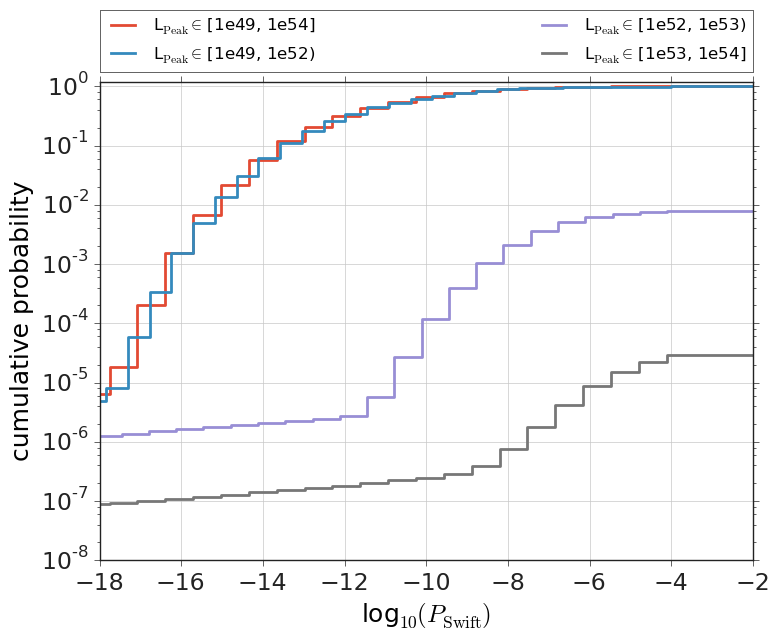 L_Peak ∈ [1e49, 1e54]
L_Peak ∈ [1e49, 1e52)
L_Peak ∈ [1e52, 1e53)
L_Peak ∈ [1e53, 1e54]
cumulative probability
10^0
10^-1
10^-2
10^-3
10^-4
10^-5
10^-6
10^-7
10^-8
−18 −16 −14 −12 −10 −8 −6 −4 −2
log_10(P_Swift)